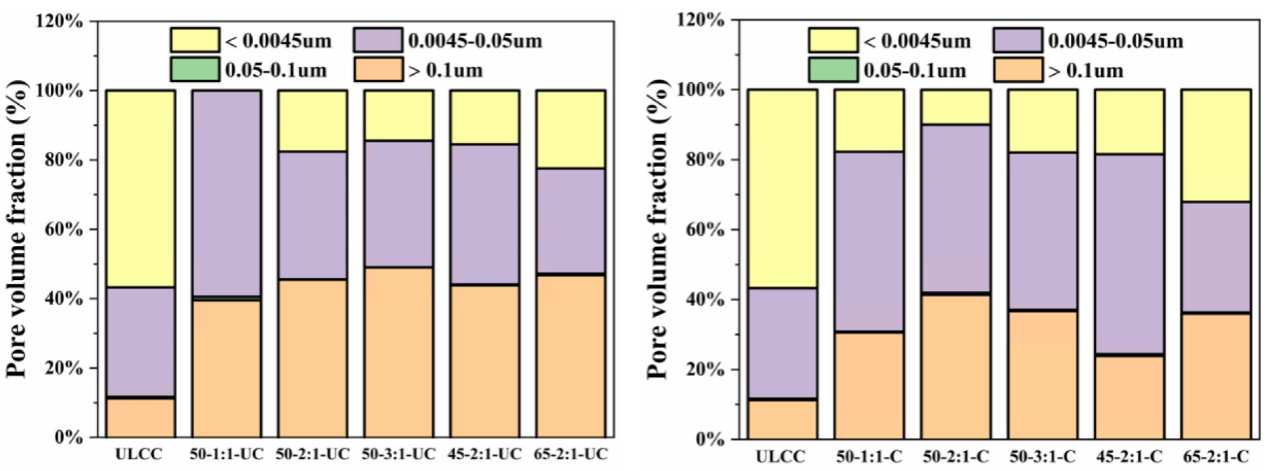 Pore volume fraction (%)
120%
100%
80%
60%
40%
20%
0%
< 0.0045um
0.0045-0.05um
0.05-0.1um
> 0.1um
ULCC
50-1:1-UC
50-2:1-UC
50-3:1-UC
45-2:1-UC
65-2:1-UC
Pore volume fraction (%)
120%
100%
80%
60%
40%
20%
0%
< 0.0045um
0.0045-0.05um
0.05-0.1um
> 0.1um
ULCC
50-1:1-C
50-2:1-C
50-3:1-C
45-2:1-C
65-2:1-C